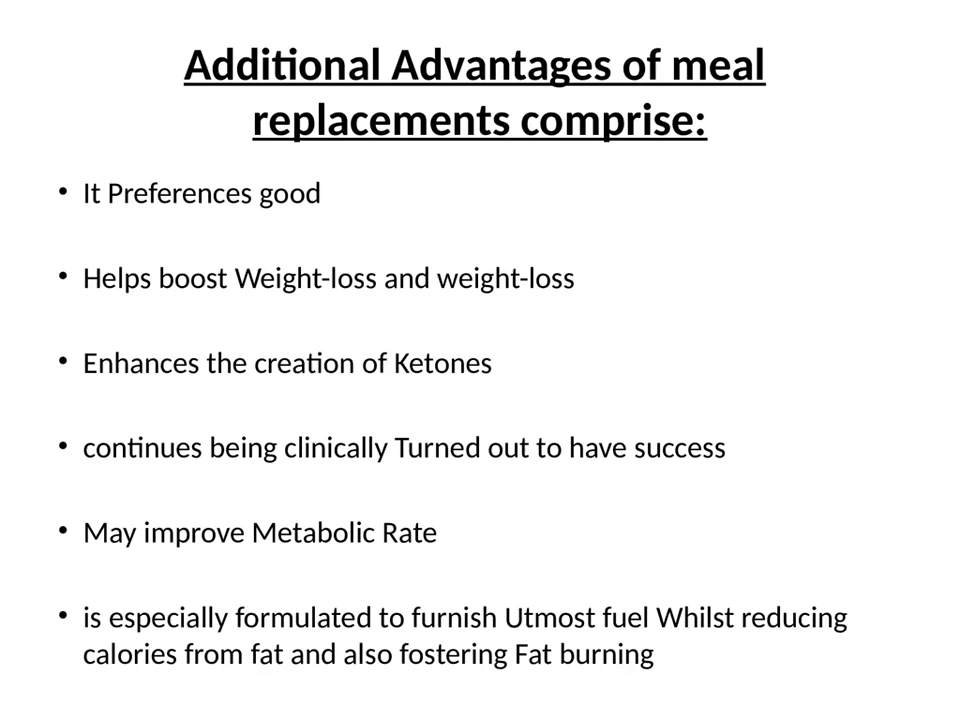 Additional Advantages of meal
replacements comprise:
• It Preferences good
• Helps boost Weight-loss and weight-loss
• Enhances the creation of Ketones
• continues being clinically Turned out to have success
• May improve Metabolic Rate
• is especially formulated to furnish Utmost fuel Whilst reducing
calories from fat and also fostering Fat burning